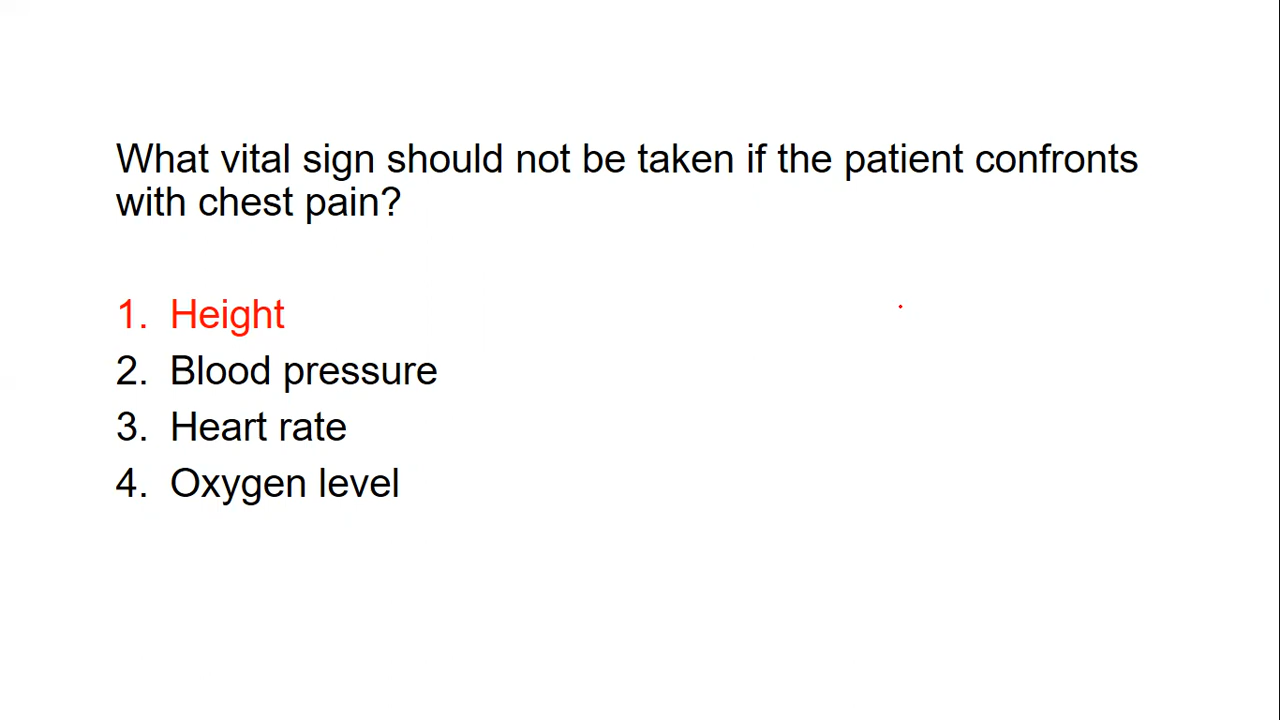 What vital sign should not be taken if the patient confronts
with chest pain?
1. Height
2. Blood pressure
3. Heart rate
4. Oxygen level